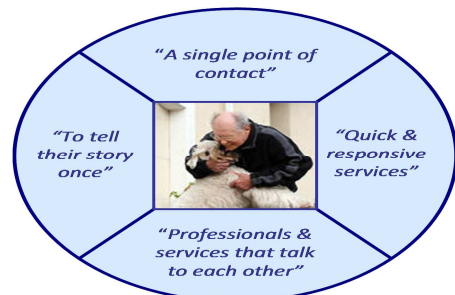 “A single point of
contact”
“To tell
their story
once”
“Quick &
responsive
services”
“Professionals &
services that talk
to each other”